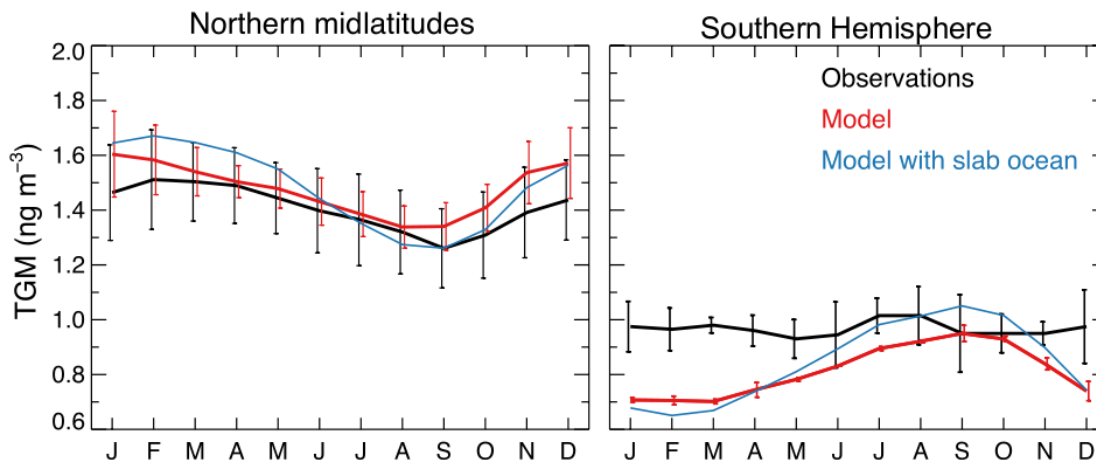 Northern midlatitudes
Southern Hemisphere
TGM (ng m⁻³)
2.0
1.8
1.6
1.4
1.2
1.0
0.8
0.6
J F M A M J J A S O N D
Observations
Model
Model with slab ocean
J F M A M J J A S O N D